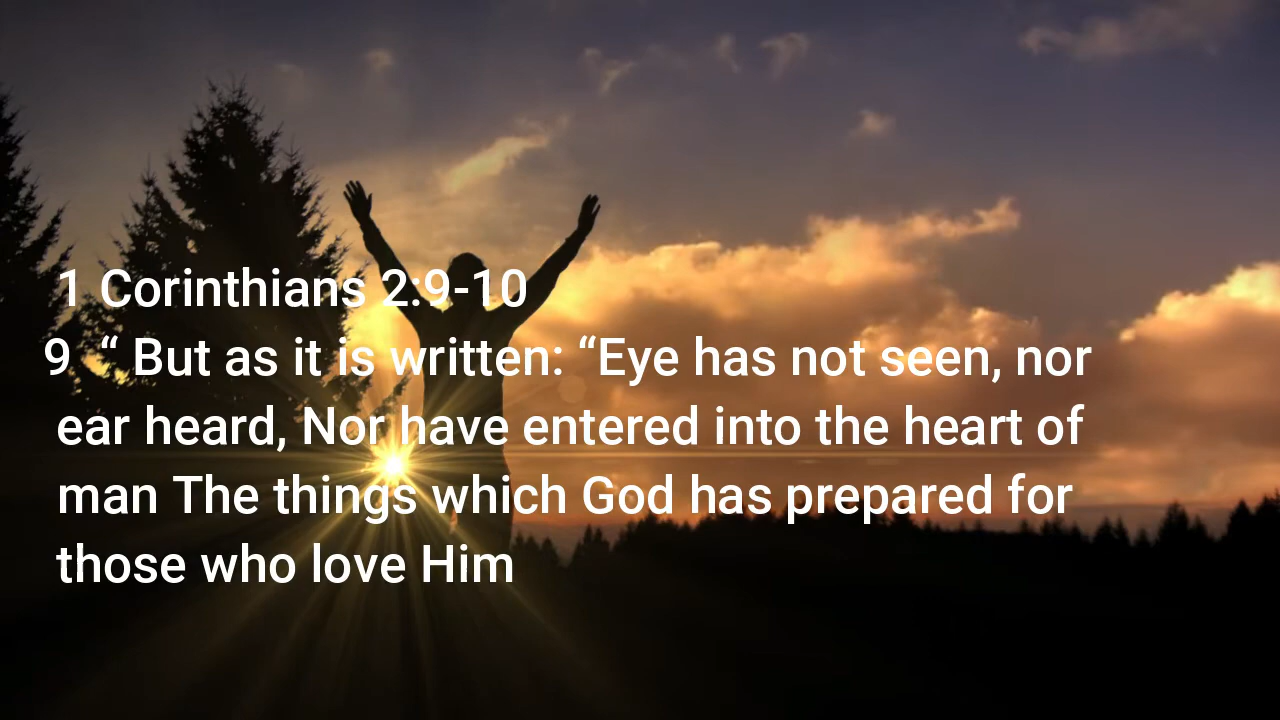 1 Corinthians 2:9-10
9  “ But as it is written: “Eye has not seen, nor
ear heard, Nor have entered into the heart of
man The things which God has prepared for
those who love Him